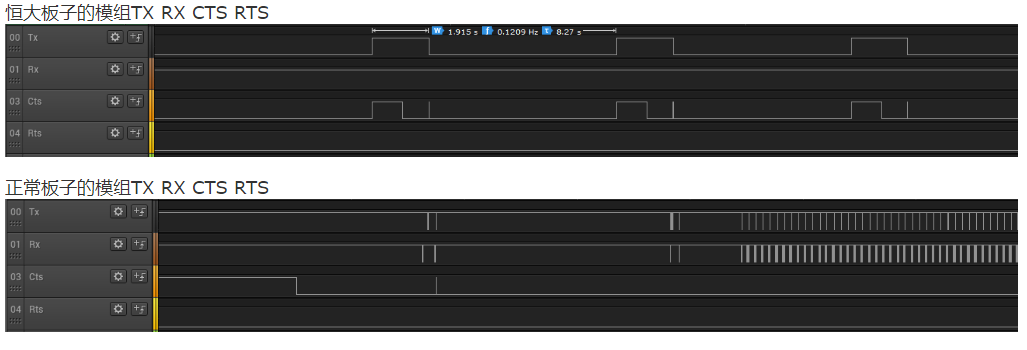 恒大板子的模组TX RX CTS RTS
00 Tx
W 1.915 s f 0.1209 Hz T 8.27 s
01 Rx
03 Cts
04 Rts
正常板子的模组TX RX CTS RTS
00 Tx
01 Rx
03 Cts
04 Rts